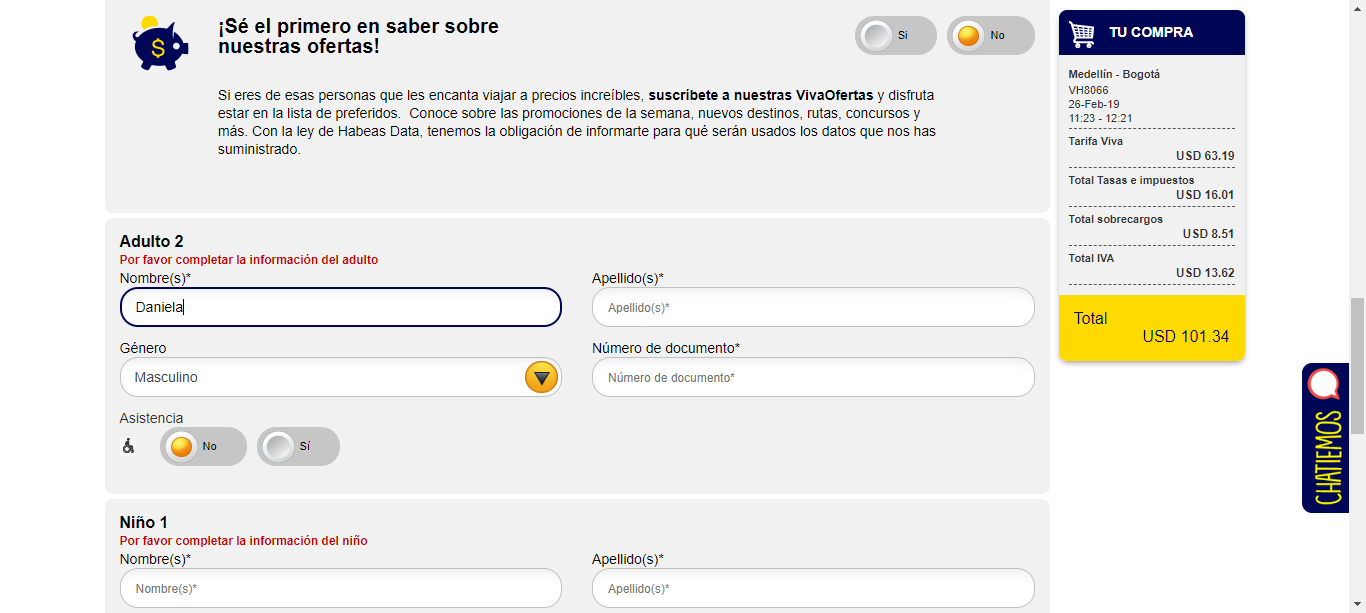 ¡Sé el primero en saber sobre
nuestras ofertas!
Si
No
Si eres de esas personas que les encanta viajar a precios increíbles, suscríbete a nuestras VivaOfertas y disfruta
estar en la lista de preferidos. Conoce sobre las promociones de la semana, nuevos destinos, rutas, concursos y
más. Con la ley de Habeas Data, tenemos la obligación de informarte para qué serán usados los datos que nos has
suministrado.
Adulto 2
Por favor completar la información del adulto
Nombre(s)*
Apellido(s)*
Daniela
Apellido(s)*
Género
Número de documento*
Masculino
Número de documento*
Asistencia
No
Sí
Niño 1
Por favor completar la información del niño
Nombre(s)*
Apellido(s)*
Nombre(s)*
Apellido(s)*
TU COMPRA
Medellín - Bogotá
VH8066
26-Feb-19
11:23 - 12:21
Tarifa Viva
USD 63.19
Total Tasas e impuestos
USD 16.01
Total sobrecargos
USD 8.51
Total IVA
USD 13.62
Total
USD 101.34
CHATIEMOS